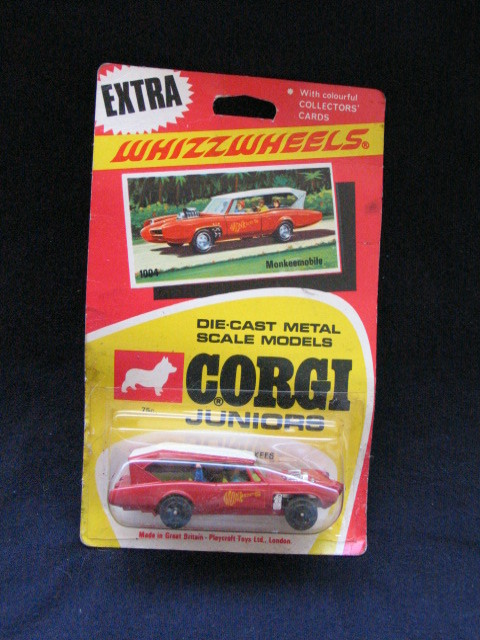 EXTRA
With colourful
COLLECTORS'
CARDS
WHIZZWHEELS®
1004
Monkeemobile
DIE-CAST METAL
SCALE MODELS
CORGI®
JUNIORS
Made in Great Britain - Playcraft Toys Ltd., London.